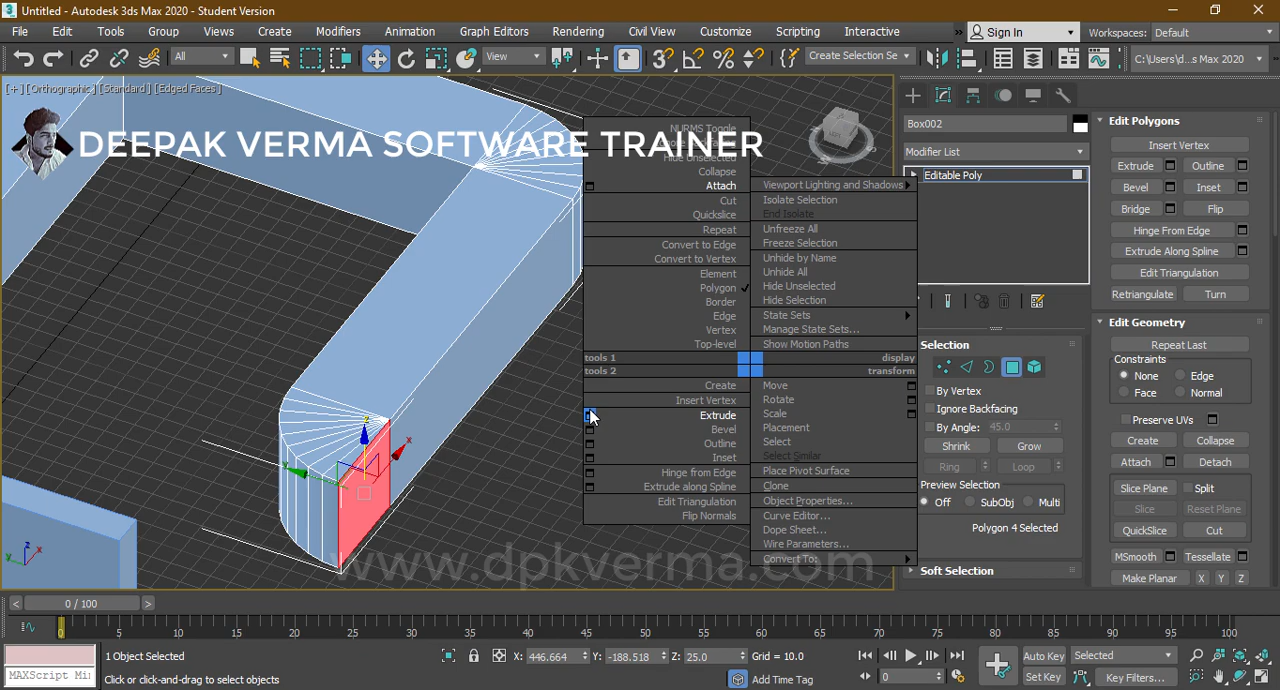 Untitled - Autodesk 3ds Max 2020 - Student Version
File Edit Tools Group Views Create Modifiers Animation Graph Editors Rendering Civil View Customize Scripting Interactive » Sign In Workspaces: Default
All View Create Selection Se C:\Users\d...s Max 2020
[+] [Orthographic] [Standard] [Edged Faces]
DEEPAK VERMA SOFTWARE TRAINER
NURMS Toggle
Hide Unselected
Collapse
Attach
Cut
Quickslice
Repeat
Convert to Edge
Convert to Vertex
Element
Polygon
Border
Edge
Vertex
Top-level
tools 1
tools 2
Create
Insert Vertex
Extrude
Bevel
Outline
Inset
Hinge from Edge
Extrude along Spline
Edit Triangulation
Flip Normals
Viewport Lighting and Shadows
Isolate Selection
End Isolate
Unfreeze All
Freeze Selection
Unhide by Name
Unhide All
Hide Unselected
Hide Selection
State Sets
Manage State Sets...
Show Motion Paths
display
transform
Move
Rotate
Scale
Placement
Select
Select Similar
Place Pivot Surface
Clone
Object Properties...
Curve Editor...
Dope Sheet...
Wire Parameters...
Convert To:
www.dpkverma.com
z
x
y
z
x
y
Box002
Modifier List
Editable Poly
Selection
By Vertex
Ignore Backfacing
By Angle: 45.0
Shrink Grow
Ring Loop
Preview Selection
Off SubObj Multi
Polygon 4 Selected
Soft Selection
Edit Polygons
Insert Vertex
Extrude Outline
Bevel Inset
Bridge Flip
Hinge From Edge
Extrude Along Spline
Edit Triangulation
Retriangulate Turn
Edit Geometry
Repeat Last
Constraints
None Edge
Face Normal
Preserve UVs
Create Collapse
Attach Detach
Slice Plane Split
Slice Reset Plane
QuickSlice Cut
MSmooth Tessellate
Make Planar X Y Z
< 0 / 100 >
0 5 10 15 20 25 30 35 40 45 50 55 60 65 70 75 80 85 90 95 100
1 Object Selected X: 446.664 Y: -188.518 Z: 25.0 Grid = 10.0 Auto Key Selected
MAXScript Mi Click or click-and-drag to select objects Add Time Tag 0 Set Key Key Filters...